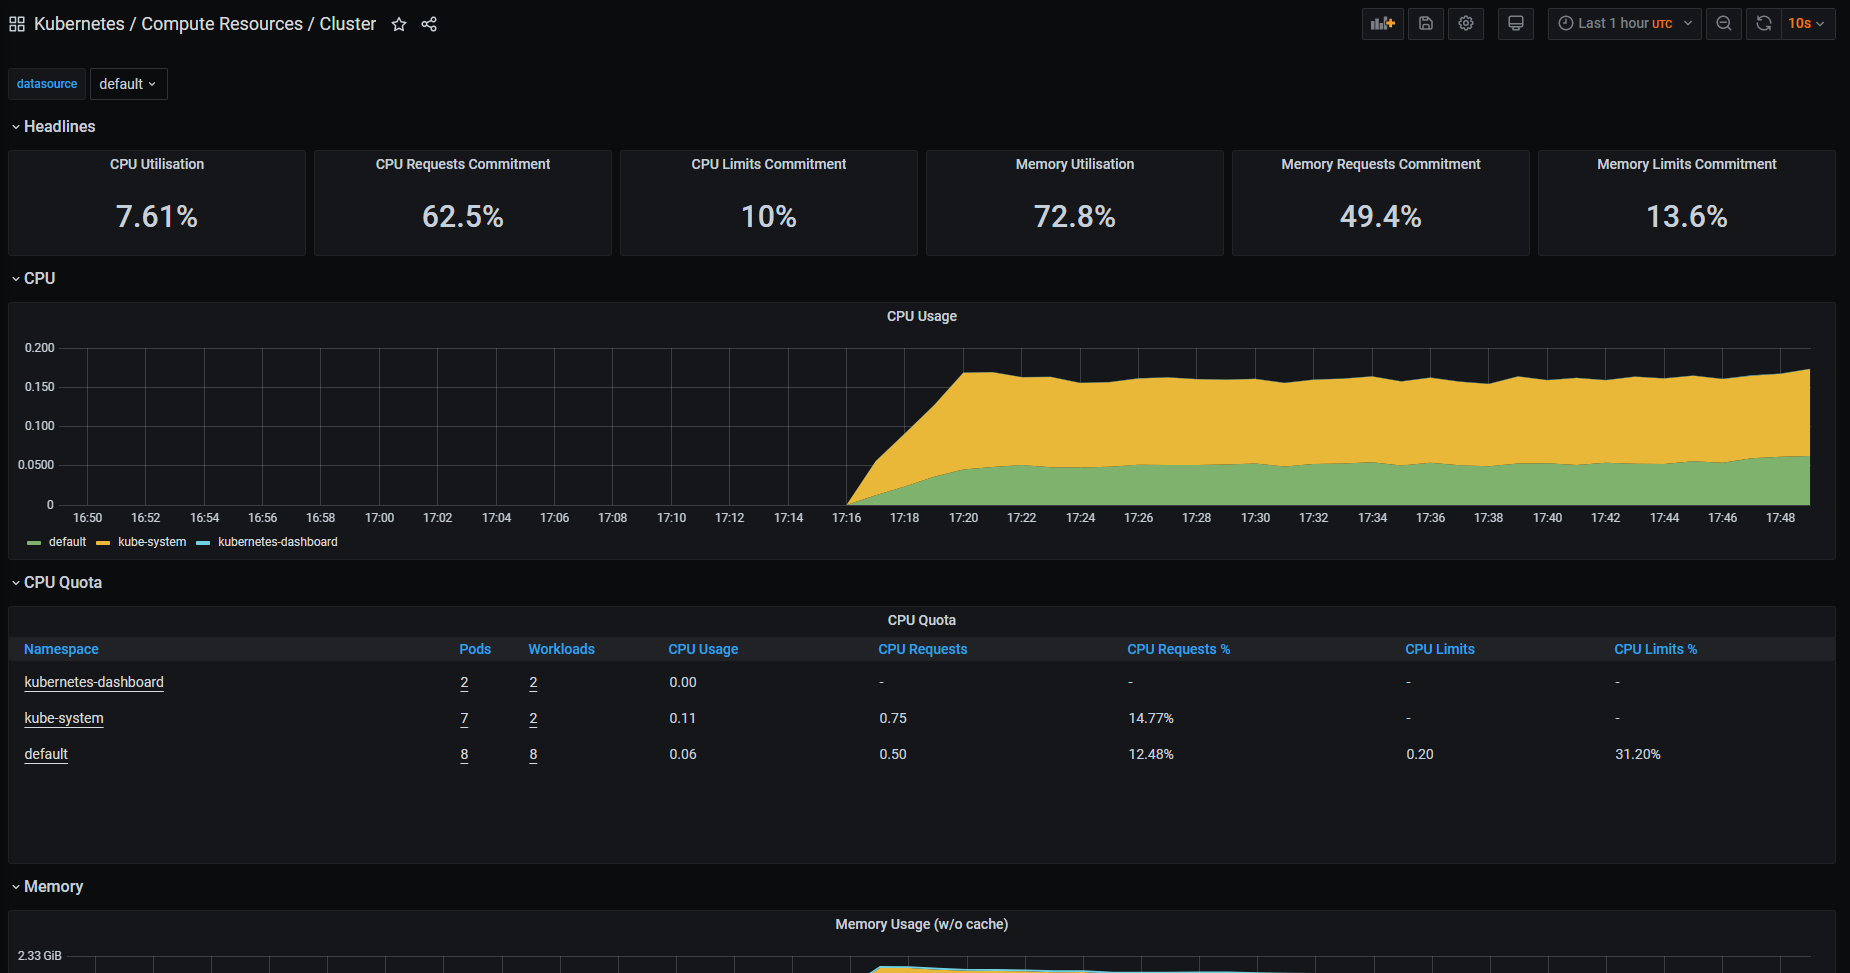 Kubernetes / Compute Resources / Cluster
Last 1 hour UTC
10s
datasource default
Headlines
CPU Utilisation CPU Requests Commitment CPU Limits Commitment Memory Utilisation Memory Requests Commitment Memory Limits Commitment
7.61% 62.5% 10% 72.8% 49.4% 13.6%
CPU
CPU Usage
0.200
0.150
0.100
0.0500
0
16:50 16:52 16:54 16:56 16:58 17:00 17:02 17:04 17:06 17:08 17:10 17:12 17:14 17:16 17:18 17:20 17:22 17:24 17:26 17:28 17:30 17:32 17:34 17:36 17:38 17:40 17:42 17:44 17:46 17:48
default kube-system kubernetes-dashboard
CPU Quota
CPU Quota
Namespace Pods Workloads CPU Usage CPU Requests CPU Requests % CPU Limits CPU Limits %
kubernetes-dashboard 2 2 0.00 - - - -
kube-system 7 2 0.11 0.75 14.77% - -
default 8 8 0.06 0.50 12.48% 0.20 31.20%
Memory
Memory Usage (w/o cache)
2.33 GiB